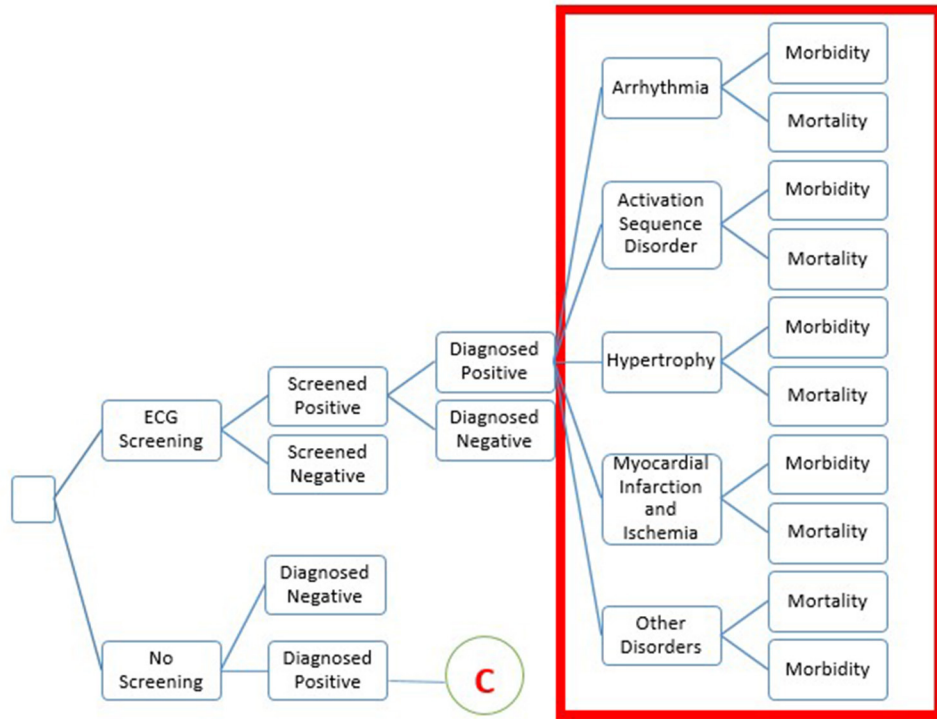 Morbidity
Arrhythmia
Mortality
Morbidity
Activation
Sequence
Disorder
Mortality
Morbidity
Diagnosed
Positive
Hypertrophy
Screened
Positive
Mortality
ECG
Screening
Diagnosed
Negative
Screened
Negative
Morbidity
Myocardial
Infarction
and
Ischemia
Mortality
Diagnosed
Negative
Mortality
Other
Disorders
No
Screening
Diagnosed
Positive
C
Morbidity